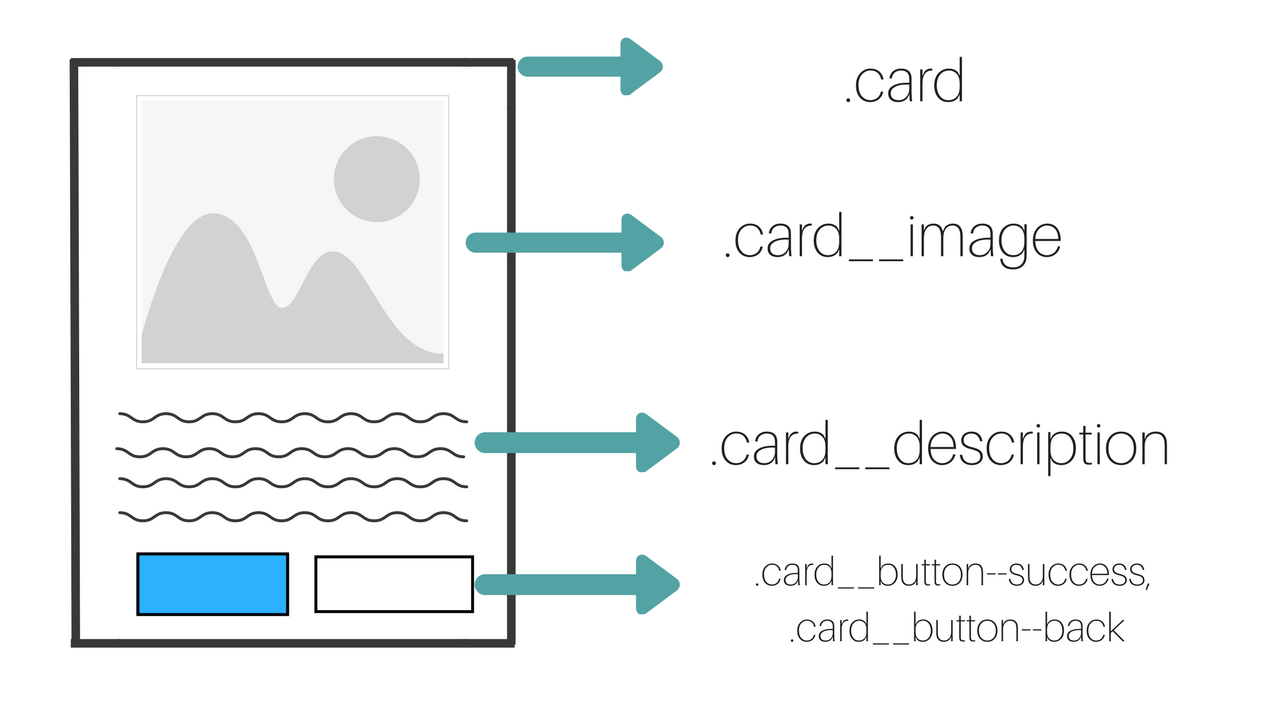 .card
.card__image
.card__description
.card__button--success,
.card__button--back